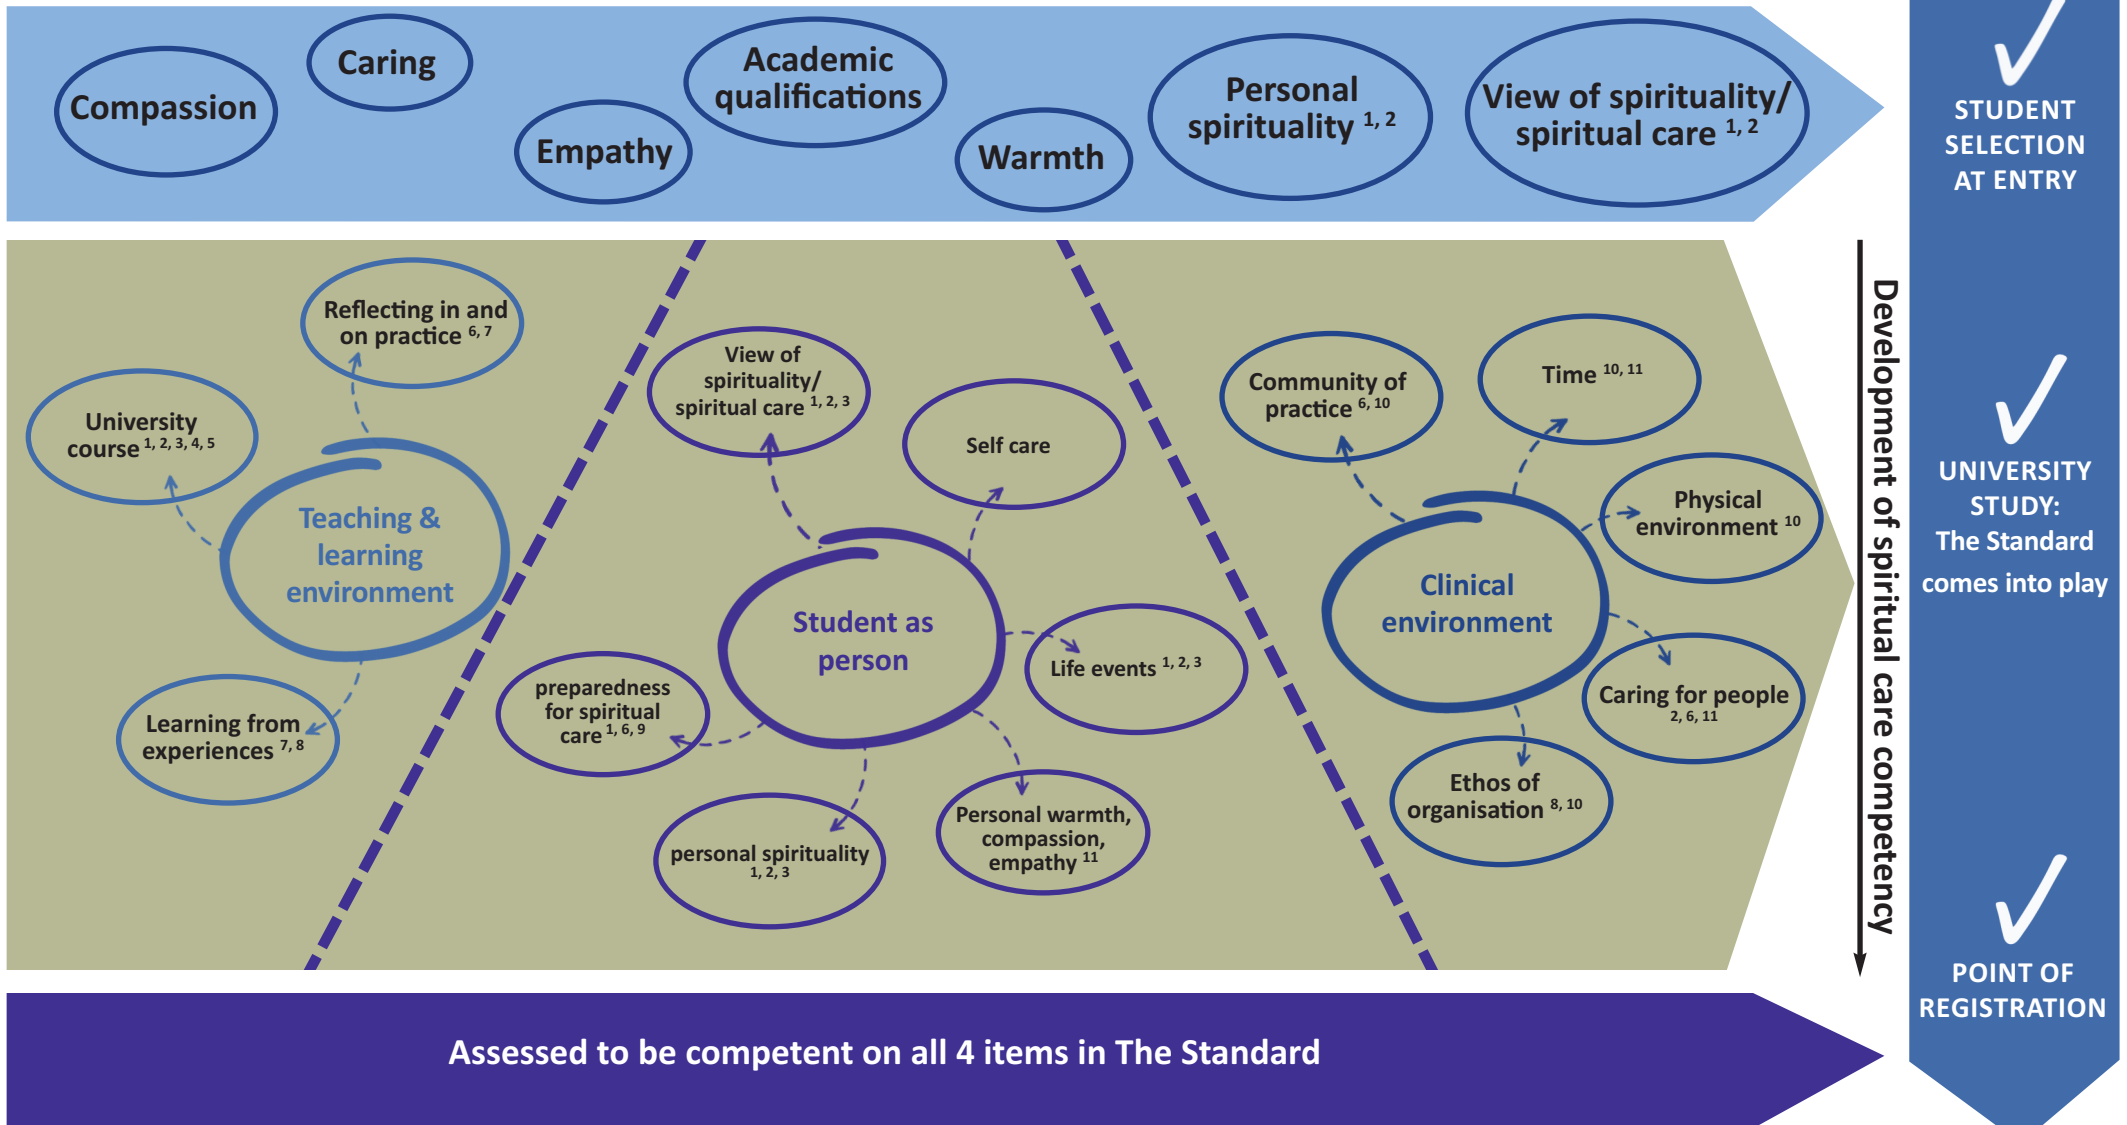 Compassion
Caring
Empathy
Academic
qualifications
Warmth
Personal
spirituality 1, 2
View of spirituality/
spiritual care 1, 2
STUDENT
SELECTION
AT ENTRY
Reflecting in and
on practice 6, 7
University
course 1, 2, 3, 4, 5
Teaching &
learning
environment
Learning from
experiences 7, 8
View of
spirituality/
spiritual care 1, 2, 3
Self care
Student as
person
Life events 1, 2, 3
preparedness
for spiritual
care 1, 6, 9
personal spirituality
1, 2, 3
Personal warmth,
compassion,
empathy 11
Community of
practice 6, 10
Time 10, 11
Physical
environment 10
Clinical
environment
Caring for people
2, 6, 11
Ethos of
organisation 8, 10
Development of spiritual care competency
UNIVERSITY
STUDY:
The Standard
comes into play
POINT OF
REGISTRATION
Assessed to be competent on all 4 items in The Standard